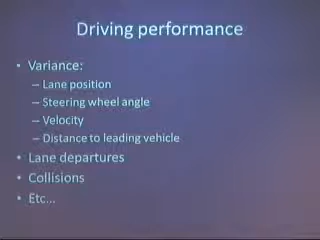 Driving performance
• Variance:
– Lane position
– Steering wheel angle
– Velocity
– Distance to leading vehicle
• Lane departures
• Collisions
• Etc...